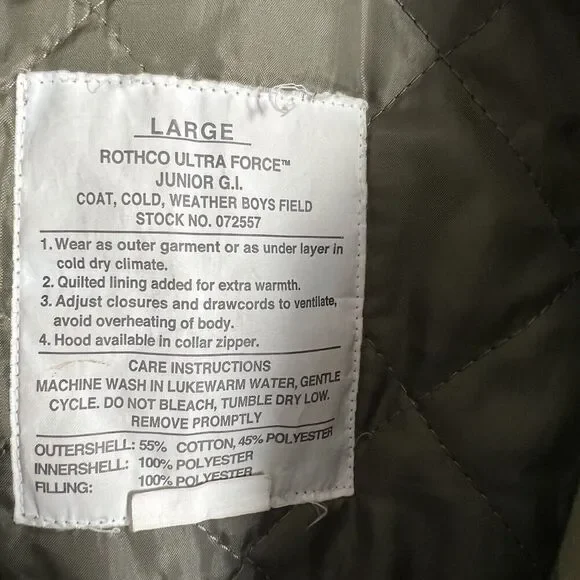 LARGE
ROTHCO ULTRA FORCE™
JUNIOR G.I.
COAT, COLD, WEATHER BOYS FIELD
STOCK NO. 072557
1. Wear as outer garment or as under layer in
cold dry climate.
2. Quilted lining added for extra warmth.
3. Adjust closures and drawcords to ventilate,
avoid overheating of body.
4. Hood available in collar zipper.
CARE INSTRUCTIONS
MACHINE WASH IN LUKEWARM WATER, GENTLE
CYCLE. DO NOT BLEACH, TUMBLE DRY LOW.
REMOVE PROMPTLY
OUTERSHELL: 55% COTTON, 45% POLYESTER
INNERSHELL: 100% POLYESTER
FILLING: 100% POLYESTER